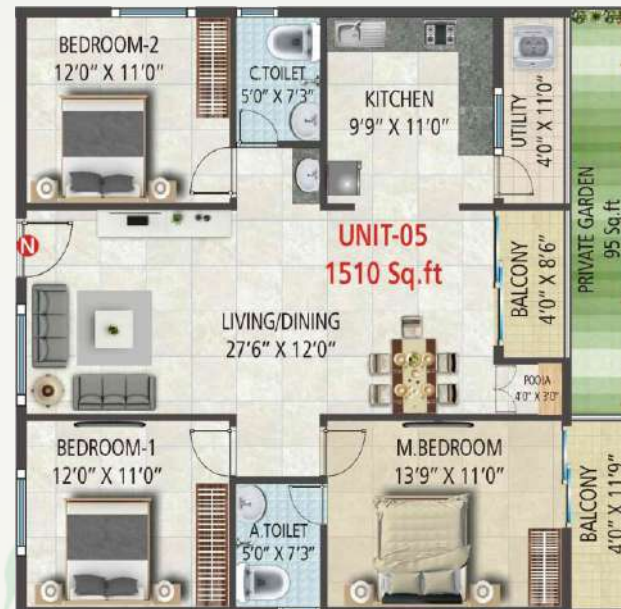 BEDROOM-2
12'0" X 11'0"
C.TOILET
5'0" X 7'3"
KITCHEN
9'9" X 11'0"
UTILITY
4'0" X 11'0"
PRIVATE GARDEN
95 Sq.ft
N
UNIT-05
1510 Sq.ft
BALCONY
4'0" X 8'6"
LIVING/DINING
27'6" X 12'0"
POOJA
4'0" X 3'0"
BEDROOM-1
12'0" X 11'0"
A.TOILET
5'0" X 7'3"
M.BEDROOM
13'9" X 11'0"
BALCONY
4'0" X 11'9"